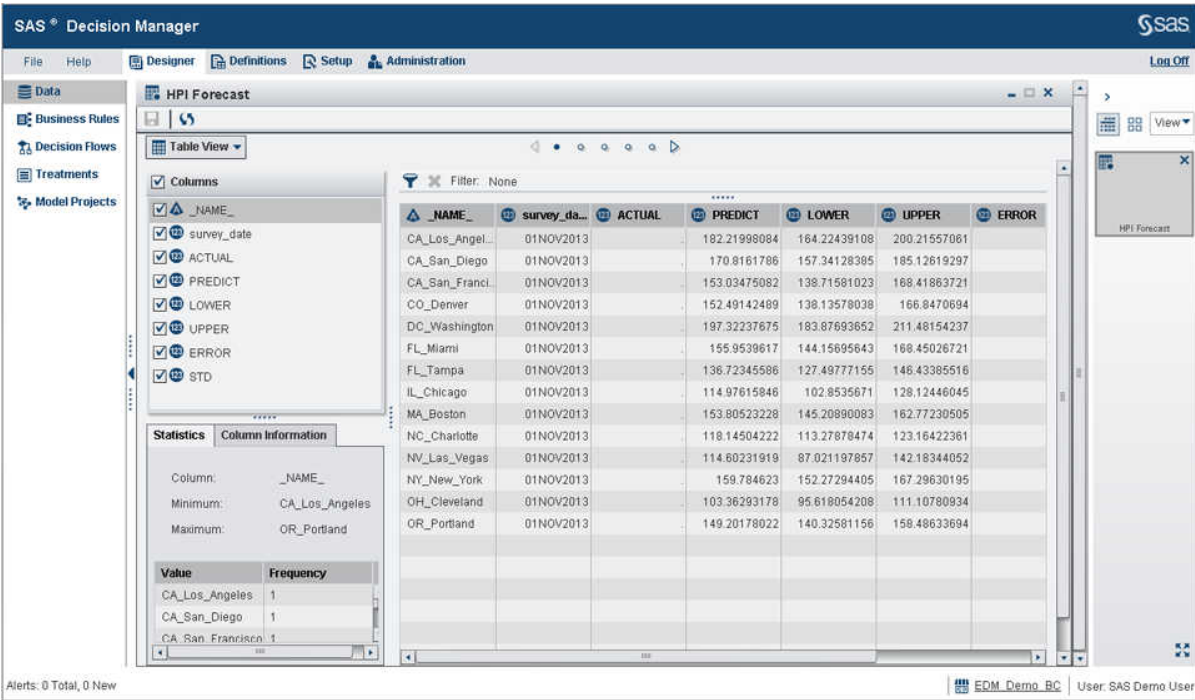 SAS ® Decision Manager
sas
File Help Designer Definitions Setup Administration Log Off
Data
Business Rules
Decision Flows
Treatments
Model Projects
HPI Forecast
Table View
Columns
_NAME_
survey_date
ACTUAL
PREDICT
LOWER
UPPER
ERROR
STD
Statistics Column Information
Column: _NAME_
Minimum: CA_Los_Angeles
Maximum: OR_Portland
Value Frequency
CA_Los_Angeles 1
CA_San_Diego 1
CA_San_Francisco 1
Filter: None
_NAME_ survey_da... ACTUAL PREDICT LOWER UPPER ERROR
CA_Los_Angel... 01NOV2013 . 182.21998084 164.22439108 200.21557061
CA_San_Diego 01NOV2013 . 170.8161786 157.34128385 185.12619297
CA_San_Franci... 01NOV2013 . 153.03475082 138.71581023 168.41863721
CO_Denver 01NOV2013 . 152.49142489 138.13578038 166.8470694
DC_Washington 01NOV2013 . 197.32237675 183.87693652 211.48154237
FL_Miami 01NOV2013 . 155.9539617 144.15695643 168.45026721
FL_Tampa 01NOV2013 . 136.72345586 127.49777155 146.43385516
IL_Chicago 01NOV2013 . 114.97615846 102.8535671 128.12446045
MA_Boston 01NOV2013 . 153.80523228 145.20890083 162.77230505
NC_Charlotte 01NOV2013 . 118.14504222 113.27878474 123.16422361
NV_Las_Vegas 01NOV2013 . 114.60231919 87.021197857 142.18344052
NY_New_York 01NOV2013 . 159.784623 152.27294405 167.29630195
OH_Cleveland 01NOV2013 . 103.36293178 95.618054208 111.10780934
OR_Portland 01NOV2013 . 149.20178022 140.32581156 158.48633694
View
HPI Forecast
Alerts: 0 Total, 0 New
EDM_Demo_BC User: SAS Demo User